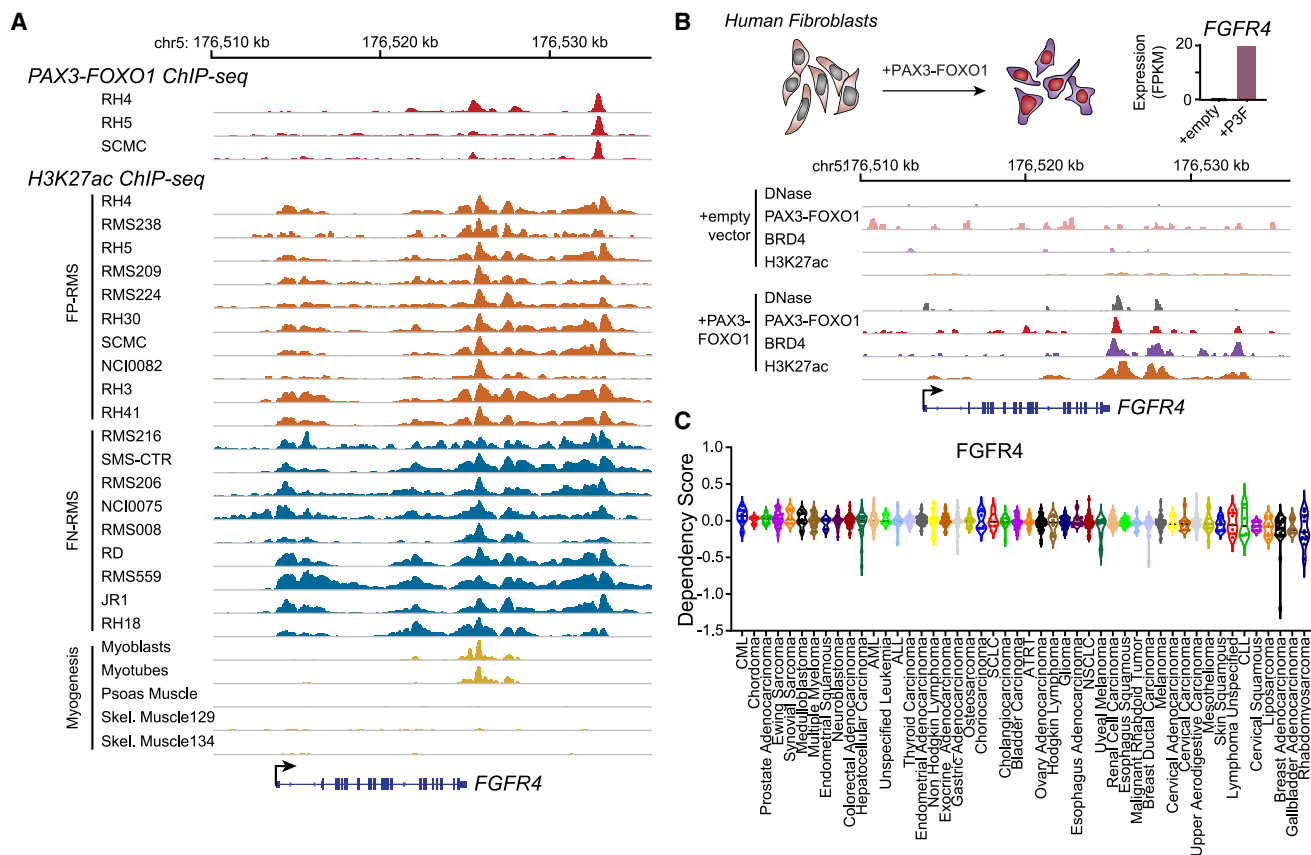 A
chr5: 176,510 kb 176,520 kb 176,530 kb
PAX3-FOXO1 ChIP-seq
RH4
RH5
SCMC
H3K27ac ChIP-seq
FP-RMS
RH4
RMS238
RH5
RMS209
RMS224
RH30
SCMC
NCI0082
RH3
RH41
FN-RMS
RMS216
SMS-CTR
RMS206
NCI0075
RMS008
RD
RMS559
JR1
RH18
Myogenesis
Myoblasts
Myotubes
Psoas Muscle
Skel. Muscle129
Skel. Muscle134
FGFR4
B
Human Fibroblasts
+PAX3-FOXO1
FGFR4
Expression
(FPKM)
20
0
+empty
+P3F
chr5:176,510 kb 176,520 kb 176,530 kb
+empty
vector
DNase
PAX3-FOXO1
BRD4
H3K27ac
+PAX3-
FOXO1
DNase
PAX3-FOXO1
BRD4
H3K27ac
FGFR4
C
FGFR4
Dependency Score
1.0
0.5
0.0
-0.5
-1.0
-1.5
CML
Chordoma
Prostate Adenocarcinoma
Ewing Sarcoma
Synovial Sarcoma
Medulloblastoma
Multiple Myeloma
Endometrial Squamous
Neuroblastoma
Colorectal Adenocarcinoma
Hepatocellular Carcinoma
AML
Unspecified Leukemia
ALL
Thyroid Carcinoma
Endometrial Adenocarcinoma
Non Hodgkin Lymphoma
Exocrine Adenocarcinoma
Gastric Adenocarcinoma
Osteosarcoma
Choriocarcinoma
SCLC
Cholangiocarcinoma
Bladder Carcinoma
ATRT
Ovary Adenocarcinoma
Hodgkin Lymphoma
Glioma
Esophagus Adenocarcinoma
NSCLC
Uveal Melanoma
Renal Cell Carcinoma
Esophagus Squamous
Malignant Rhabdoid Tumor
Breast Ductal Carcinoma
Melanoma
Cervical Adenocarcinoma
Cervical Carcinoma
Upper Aerodigestive Carcinoma
Mesothelioma
Skin Squamous
Lymphoma Unspecified
CLL
Cervical Squamous
Liposarcoma
Breast Adenocarcinoma
Gallbladder Adenocarcinoma
Rhabdomyosarcoma